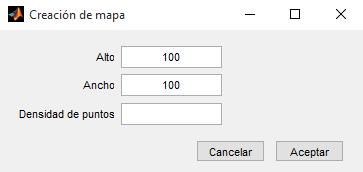 Creación de mapa
Alto 100
Ancho 100
Densidad de puntos
Cancelar Aceptar